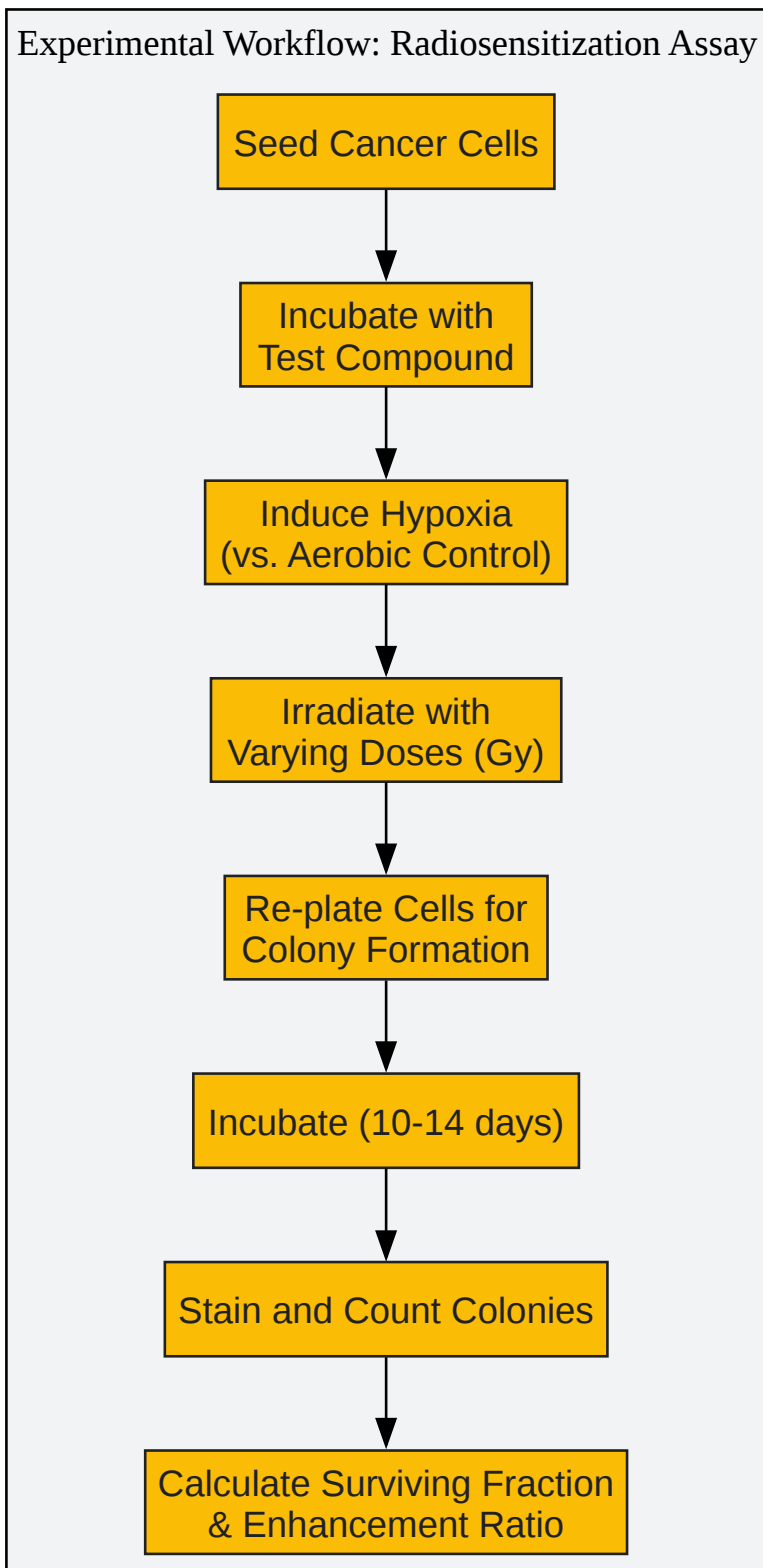 Experimental Workflow: Radiosensitization Assay
Seed Cancer Cells
Incubate with
Test Compound
Induce Hypoxia
(vs. Aerobic Control)
Irradiate with
Varying Doses (Gy)
Re-plate Cells for
Colony Formation
Incubate (10-14 days)
Stain and Count Colonies
Calculate Surviving Fraction
& Enhancement Ratio